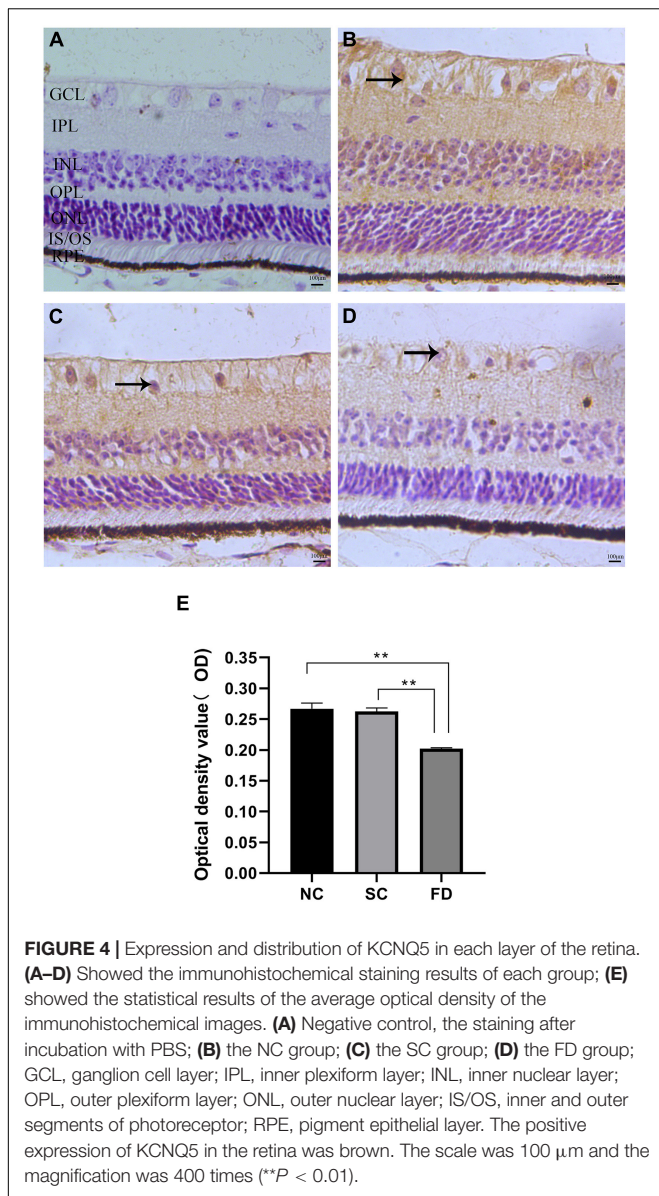 A
GCL
IPL
INL
OPL
ONL
IS/OS
RPE
100μm
B
C
100μm
D
100μm
E
Optical density value( OD)
0.35
0.30
0.25
0.20
0.15
0.10
0.05
0.00
**
**
NC
SC
FD
FIGURE 4 | Expression and distribution of KCNQ5 in each layer of the retina.
(A–D) Showed the immunohistochemical staining results of each group; (E)
showed the statistical results of the average optical density of the
immunohistochemical images. (A) Negative control, the staining after
incubation with PBS; (B) the NC group; (C) the SC group; (D) the FD group;
GCL, ganglion cell layer; IPL, inner plexiform layer; INL, inner nuclear layer;
OPL, outer plexiform layer; ONL, outer nuclear layer; IS/OS, inner and outer
segments of photoreceptor; RPE, pigment epithelial layer. The positive
expression of KCNQ5 in the retina was brown. The scale was 100 μm and the
magnification was 400 times (**P < 0.01).